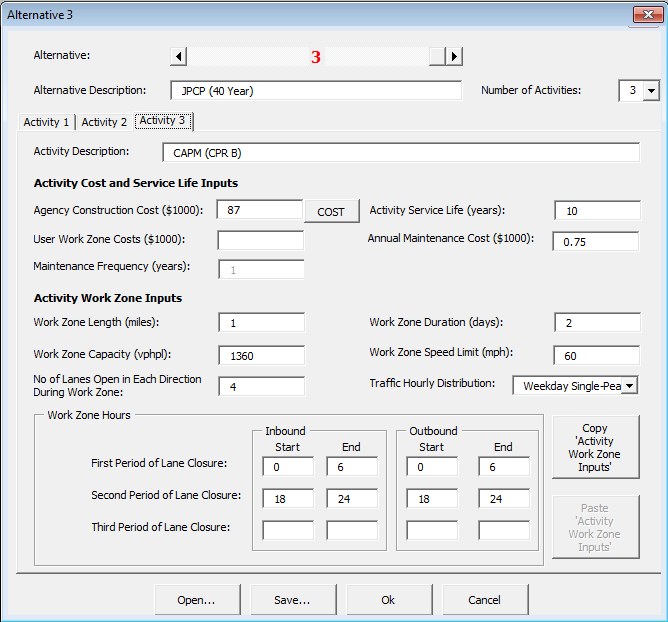 Alternative 3
Alternative: 3
Alternative Description: JPCP (40 Year) Number of Activities: 3
Activity 1 Activity 2 Activity 3
Activity Description: CAPM (CPR B)
Activity Cost and Service Life Inputs
Agency Construction Cost ($1000): 87 COST Activity Service Life (years): 10
User Work Zone Costs ($1000): Annual Maintenance Cost ($1000): 0.75
Maintenance Frequency (years): 1
Activity Work Zone Inputs
Work Zone Length (miles): 1 Work Zone Duration (days): 2
Work Zone Capacity (vphpl): 1360 Work Zone Speed Limit (mph): 60
No of Lanes Open in Each Direction
During Work Zone: 4 Traffic Hourly Distribution: Weekday Single-Pea
Work Zone Hours
Inbound Outbound
Start End Start End
First Period of Lane Closure: 0 6 0 6
Second Period of Lane Closure: 18 24 18 24
Third Period of Lane Closure:
Copy
'Activity
Work Zone
Inputs'
Paste
'Activity
Work Zone
Inputs'
Open... Save... Ok Cancel